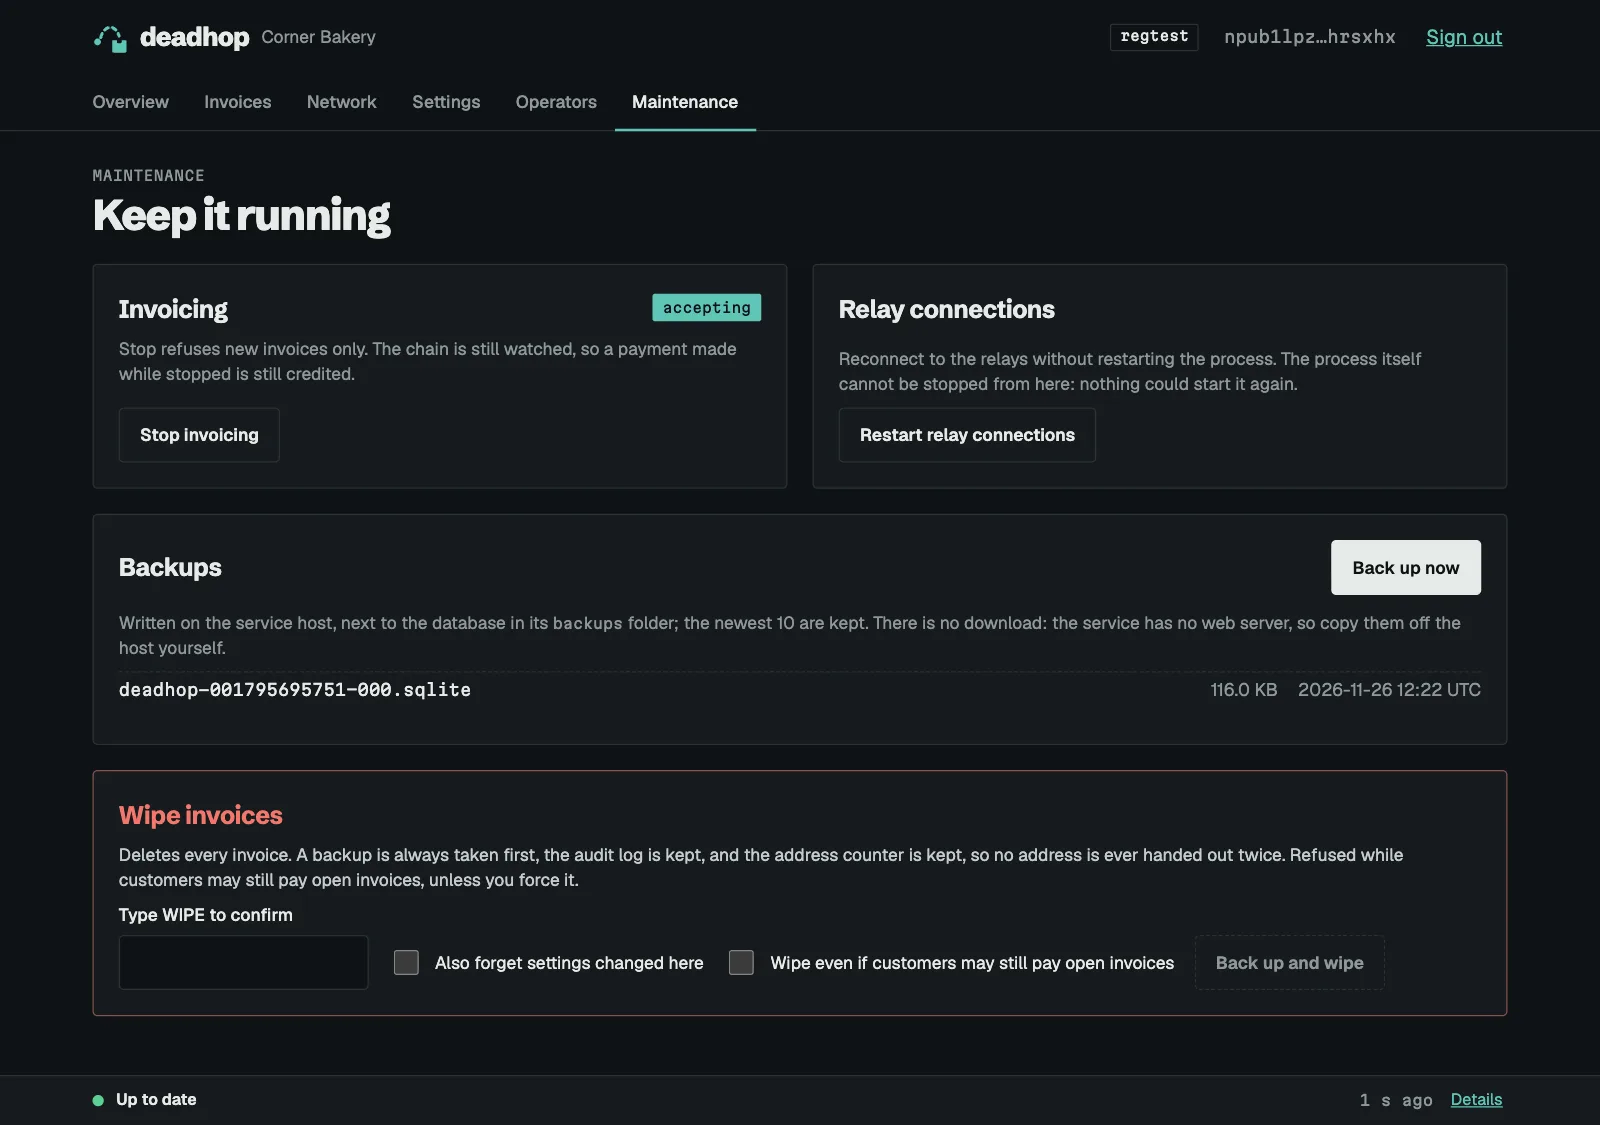 deadhop Corner Bakery
regtest npub1lpz…hrsxhx Sign out
Overview Invoices Network Settings Operators Maintenance
MAINTENANCE
Keep it running
Invoicing accepting
Stop refuses new invoices only. The chain is still watched, so a payment made
while stopped is still credited.
Stop invoicing
Relay connections
Reconnect to the relays without restarting the process. The process itself
cannot be stopped from here: nothing could start it again.
Restart relay connections
Backups Back up now
Written on the service host, next to the database in its backups folder; the newest 10 are kept. There is no download: the service has no web server, so copy them off the
host yourself.
deadhop-001795695751-000.sqlite 116.0 KB 2026-11-26 12:22 UTC
Wipe invoices
Deletes every invoice. A backup is always taken first, the audit log is kept, and the address counter is kept, so no address is ever handed out twice. Refused while
customers may still pay open invoices, unless you force it.
Type WIPE to confirm
Also forget settings changed here Wipe even if customers may still pay open invoices Back up and wipe
Up to date 1 s ago Details